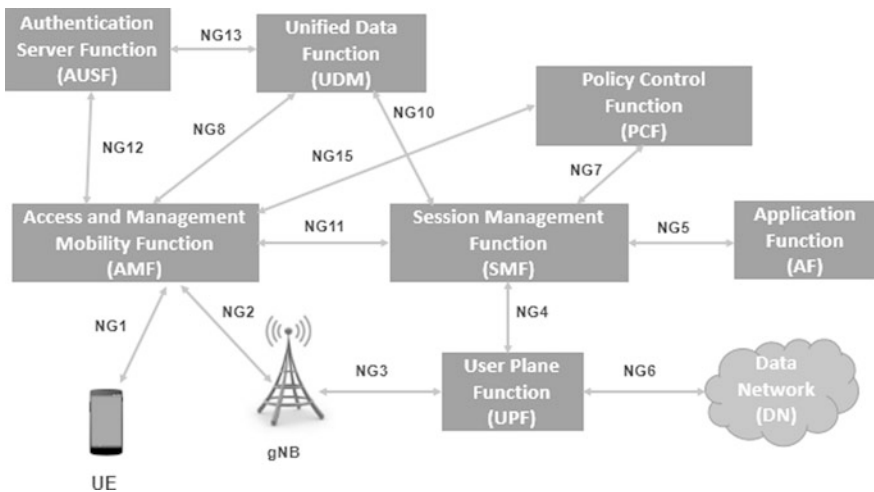 Authentication
Server Function
(AUSF)
NG13
Unified Data
Function
(UDM)
Policy Control
Function
(PCF)
NG12
NG8
NG10
NG15
NG7
Access and Management
Mobility Function
(AMF)
NG11
Session Management
Function
(SMF)
NG5
Application
Function
(AF)
NG1
NG2
NG4
NG3
User Plane
Function
(UPF)
NG6
Data
Network
(DN)
gNB
UE